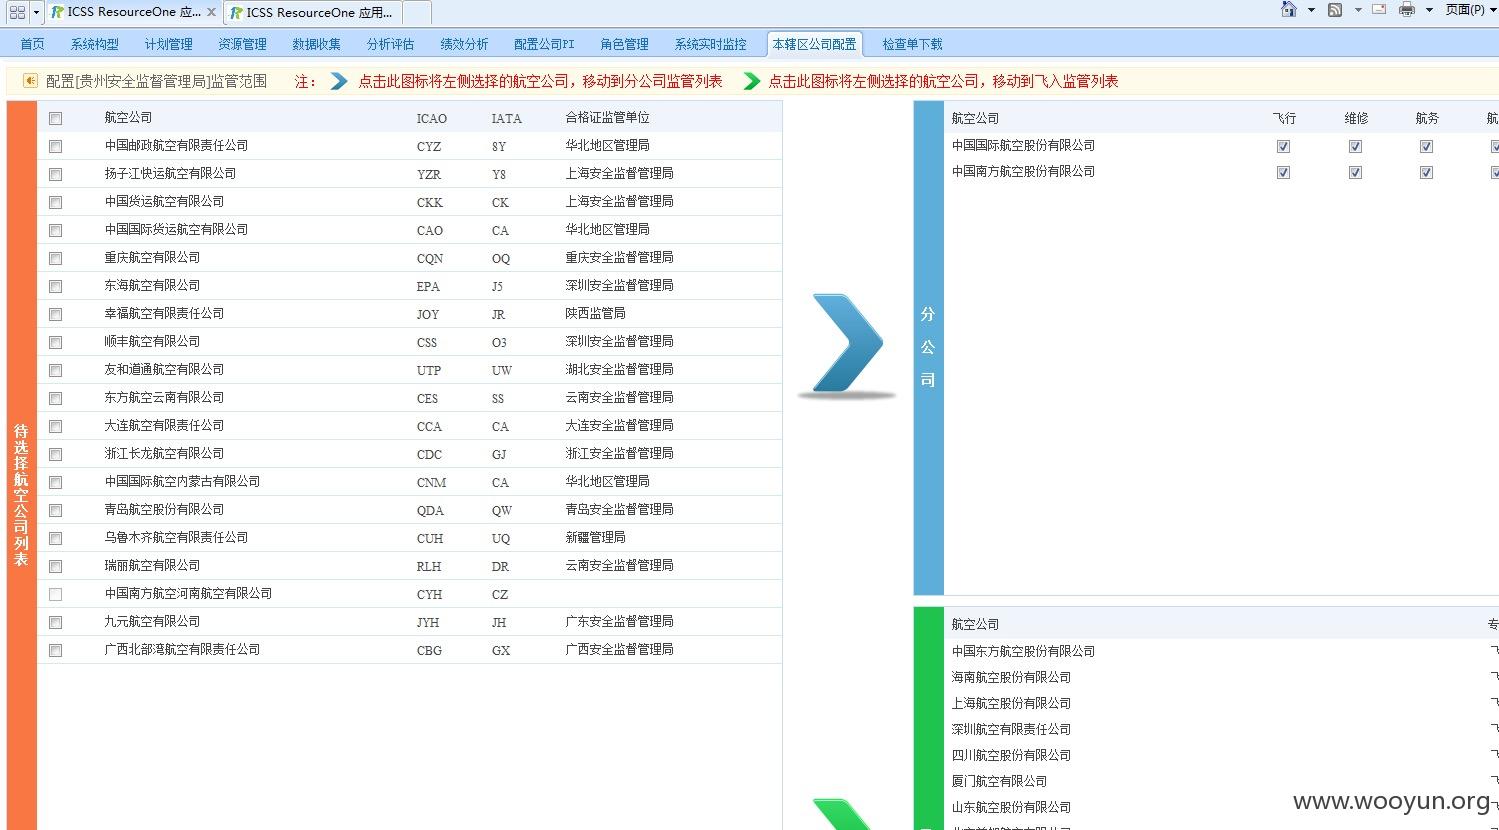 ICSS ResourceOne 应...
ICSS ResourceOne 应用...
页面(P)
首页 系统构型 计划管理 资源管理 数据收集 分析评估 绩效分析 配置公司PI 角色管理 系统实时监控 本辖区公司配置 检查单下载
配置[贵州安全监督管理局]监管范围 注： 点击此图标将左侧选择的航空公司，移动到分公司监管列表 点击此图标将左侧选择的航空公司，移动到飞入监管列表
待选择航空公司列表
航空公司 ICAO IATA 合格证监管单位
中国邮政航空有限责任公司 CYZ 8Y 华北地区管理局
扬子江快运航空有限公司 YZR Y8 上海安全监督管理局
中国货运航空有限公司 CKK CK 上海安全监督管理局
中国国际货运航空有限公司 CAO CA 华北地区管理局
重庆航空有限公司 CQN OQ 重庆安全监督管理局
东海航空有限公司 EPA J5 深圳安全监督管理局
幸福航空有限责任公司 JOY JR 陕西监管局
顺丰航空有限公司 CSS O3 深圳安全监督管理局
友和道通航空有限公司 UTP UW 湖北安全监督管理局
东方航空云南有限公司 CES SS 云南安全监督管理局
大连航空有限责任公司 CCA CA 大连安全监督管理局
浙江长龙航空有限公司 CDC GJ 浙江安全监督管理局
中国国际航空内蒙古有限公司 CNM CA 华北地区管理局
青岛航空股份有限公司 QDA QW 青岛安全监督管理局
乌鲁木齐航空有限责任公司 CUH UQ 新疆管理局
瑞丽航空有限公司 RLH DR 云南安全监督管理局
中国南方航空河南航空有限公司 CYH CZ
九元航空有限公司 JYH JH 广东安全监督管理局
广西北部湾航空有限责任公司 CBG GX 广西安全监督管理局
分公司
航空公司 飞行 维修 航务 航
中国国际航空股份有限公司
中国南方航空股份有限公司
航空公司 专
中国东方航空股份有限公司
海南航空股份有限公司
上海航空股份有限公司
深圳航空有限责任公司
四川航空股份有限公司
厦门航空有限公司
山东航空股份有限公司
www.wooyun.org